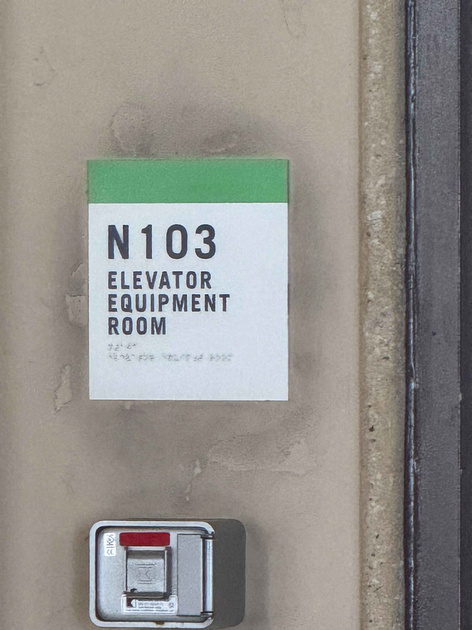 N103
ELEVATOR
EQUIPMENT
ROOM